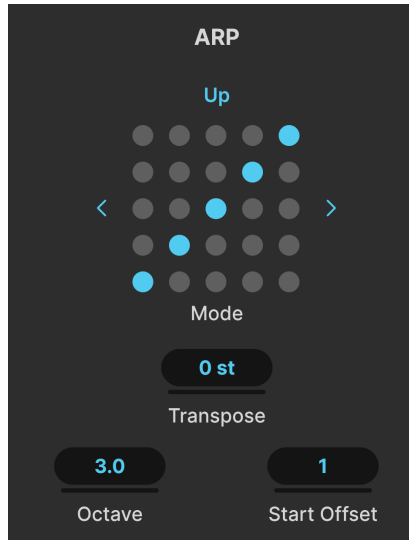 ARP
Up
Mode
0 st
Transpose
3.0
1
Octave
Start Offset